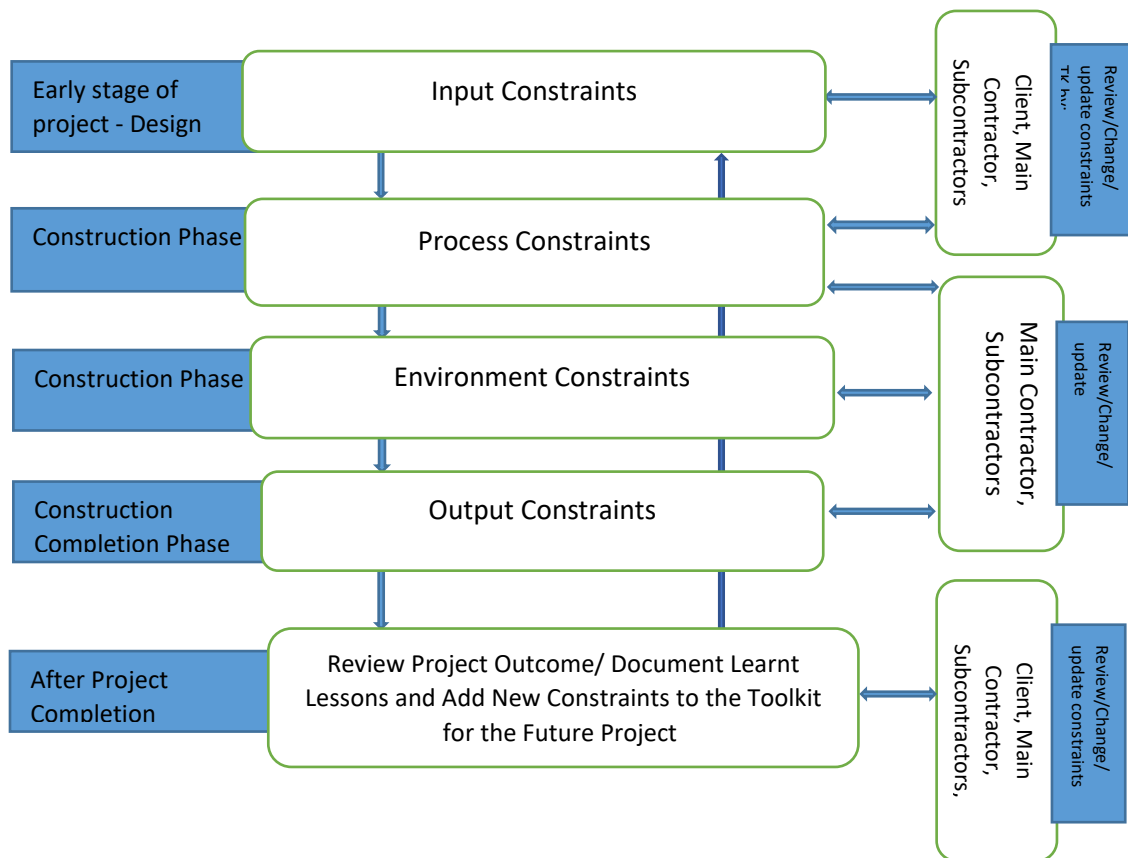 Early stage of
project - Design
Input Constraints
Client, Main
Contractor,
Subcontractors
Review/Change/
update constraints
Construction Phase
Process Constraints
Construction Phase
Environment Constraints
Main Contractor,
Subcontractors
Review/Change/
update
Construction
Completion Phase
Output Constraints
After Project
Completion
Review Project Outcome/ Document Learnt
Lessons and Add New Constraints to the Toolkit
for the Future Project
Client, Main
Contractor,
Subcontractors,
Review/Change/
update constraints